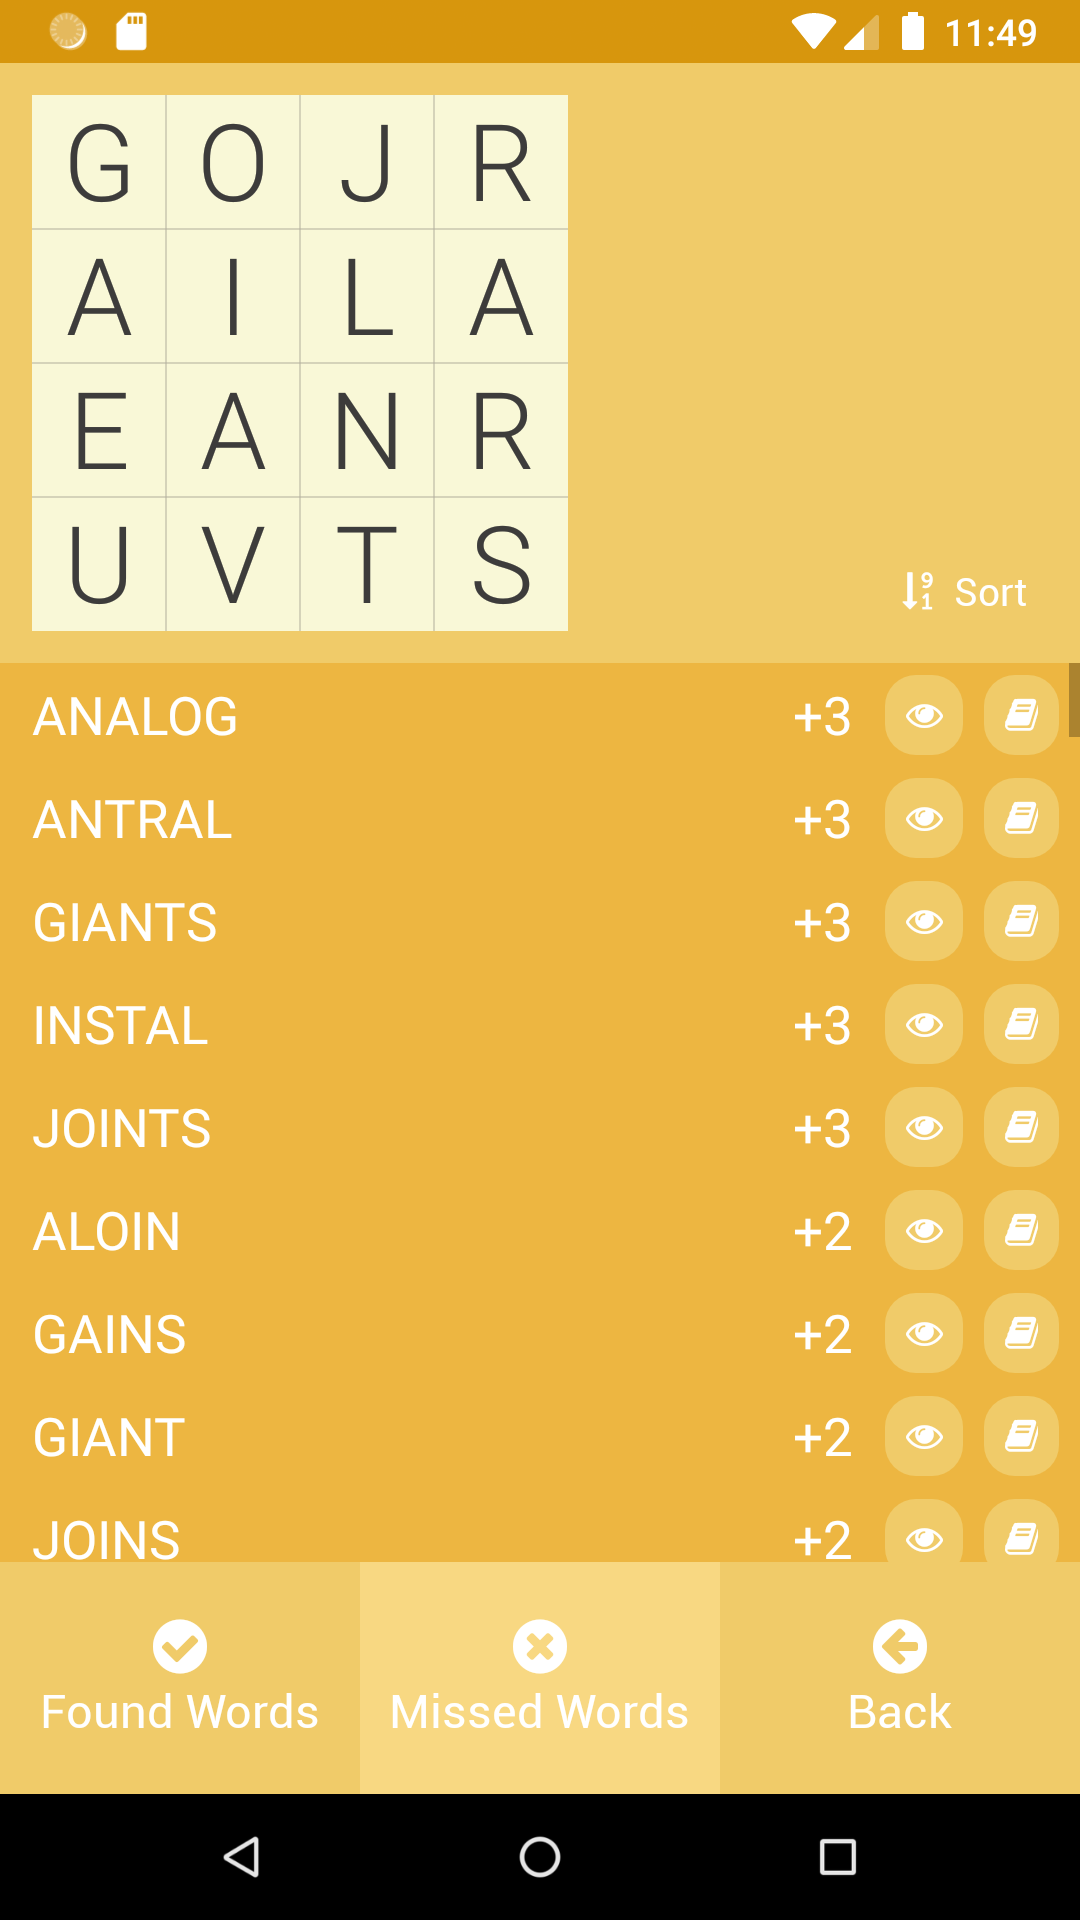 11:49
G O J R
A I L A
E A N R
U V T S
Sort
ANALOG +3
ANTRAL +3
GIANTS +3
INSTAL +3
JOINTS +3
ALOIN +2
GAINS +2
GIANT +2
JOINS +2
Found Words Missed Words Back